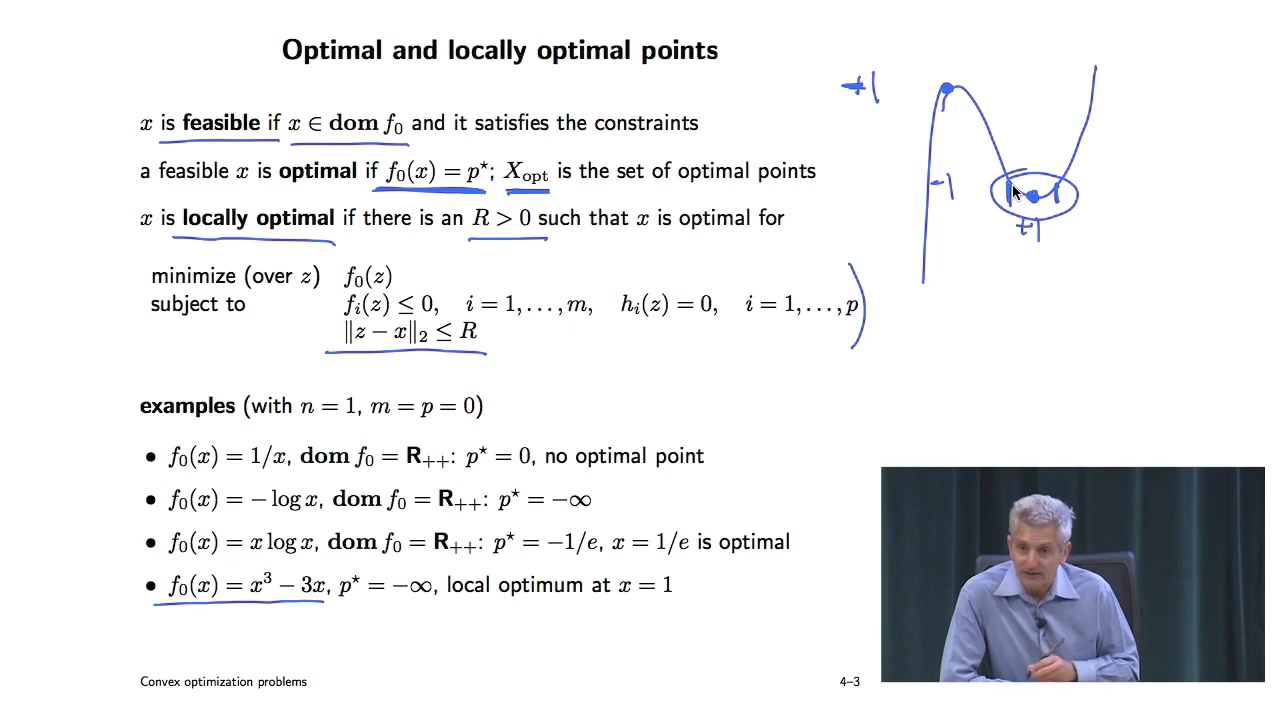 Optimal and locally optimal points
+1
x is feasible if x ∈ dom f₀ and it satisfies the constraints
a feasible x is optimal if f₀(x) = p⋆; X_opt is the set of optimal points
-1
x is locally optimal if there is an R > 0 such that x is optimal for
+1
minimize (over z) f₀(z)
subject to fᵢ(z) ≤ 0, i = 1, . . . , m, hᵢ(z) = 0, i = 1, . . . , p
‖z − x‖₂ ≤ R
examples (with n = 1, m = p = 0)
• f₀(x) = 1/x, dom f₀ = R₊₊: p⋆ = 0, no optimal point
• f₀(x) = − log x, dom f₀ = R₊₊: p⋆ = −∞
• f₀(x) = x log x, dom f₀ = R₊₊: p⋆ = −1/e, x = 1/e is optimal
• f₀(x) = x³ − 3x, p⋆ = −∞, local optimum at x = 1
Convex optimization problems 4–3